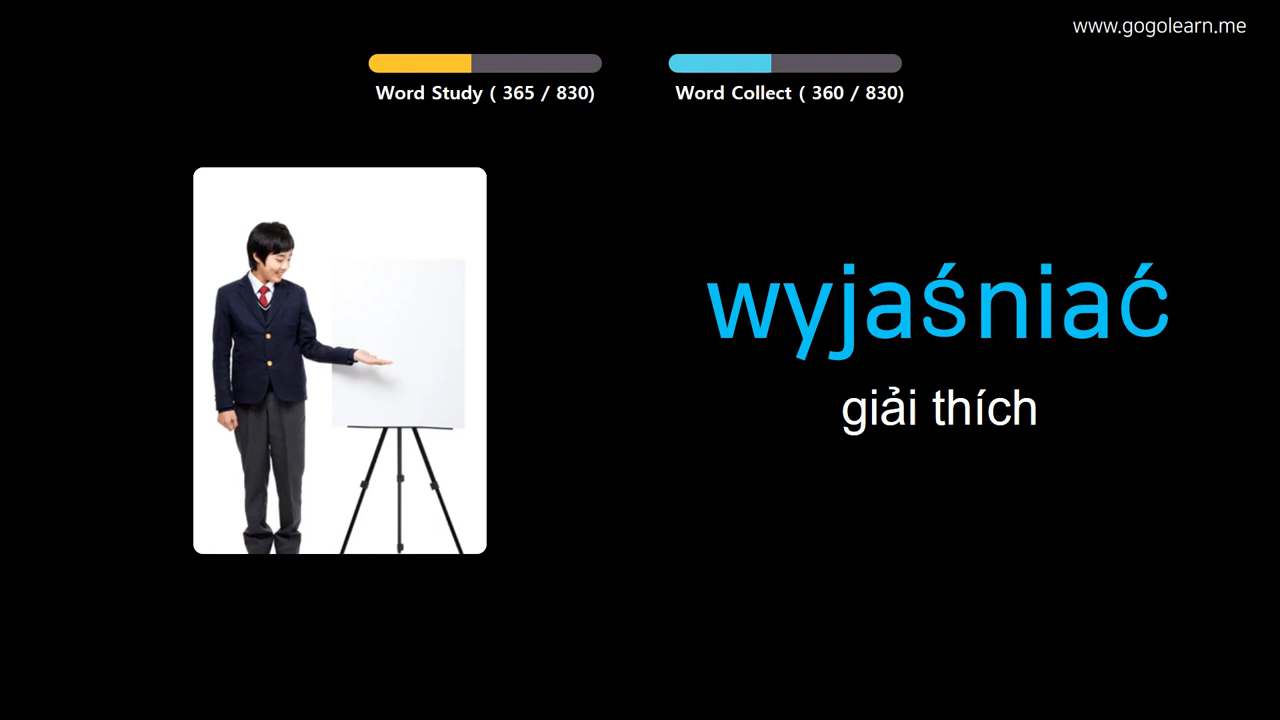 www.gogolearn.me
Word Study ( 365 / 830)
Word Collect ( 360 / 830)
wyjaśniać
giải thích